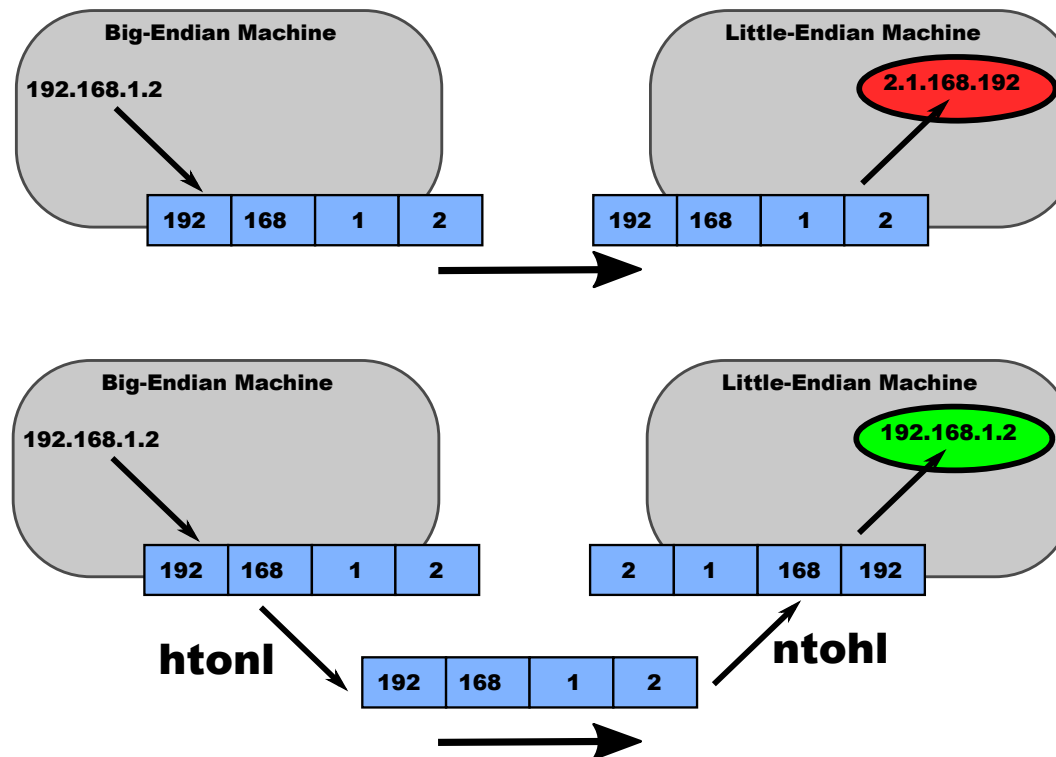 Big-Endian Machine
Little-Endian Machine
192.168.1.2
2.1.168.192
192 168 1 2
192 168 1 2
Big-Endian Machine
Little-Endian Machine
192.168.1.2
192.168.1.2
192 168 1 2
2 1 168 192
htonl
ntohl
192 168 1 2